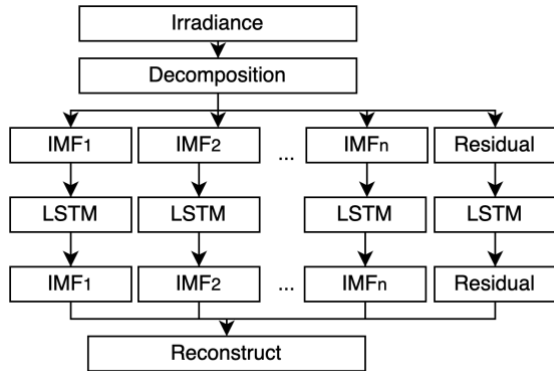 Irradiance
Decomposition
IMF1 IMF2 ... IMFn Residual
LSTM LSTM LSTM LSTM
IMF1 IMF2 ... IMFn Residual
Reconstruct